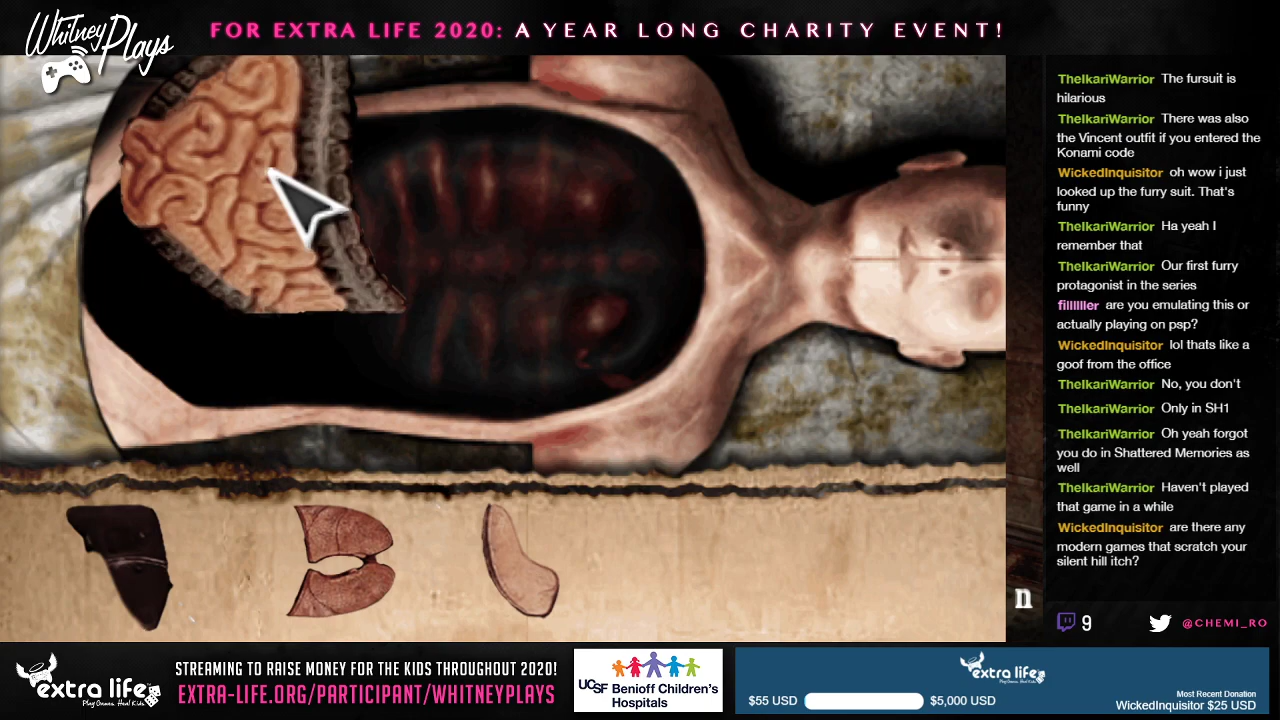 Whitney Plays
FOR EXTRA LIFE 2020: A YEAR LONG CHARITY EVENT!
TheIkariWarrior The fursuit is
hilarious
TheIkariWarrior There was also
the Vincent outfit if you entered the
Konami code
WickedInquisitor oh wow i just
looked up the furry suit. That's
funny
TheIkariWarrior Ha yeah I
remember that
TheIkariWarrior Our first furry
protagonist in the series
fillllller are you emulating this or
actually playing on psp?
WickedInquisitor lol thats like a
goof from the office
TheIkariWarrior No, you don't
TheIkariWarrior Only in SH1
TheIkariWarrior Oh yeah forgot
you do in Shattered Memories as
well
TheIkariWarrior Haven't played
that game in a while
WickedInquisitor are there any
modern games that scratch your
silent hill itch?
n
9
@CHEMI_RO
extra life
Play Games. Heal Kids.
STREAMING TO RAISE MONEY FOR THE KIDS THROUGHOUT 2020!
EXTRA-LIFE.ORG/PARTICIPANT/WHITNEYPLAYS
UCSF Benioff Children's
Hospitals
extra life
Play Games. Heal Kids.
$55 USD $5,000 USD
Most Recent Donation
WickedInquisitor $25 USD